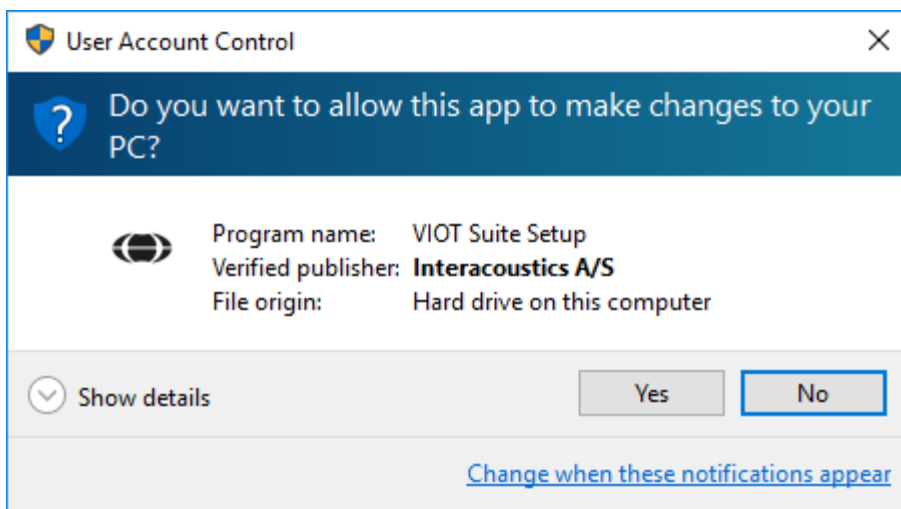 User Account Control
Do you want to allow this app to make changes to your
PC?
Program name: VIOT Suite Setup
Verified publisher: Interacoustics A/S
File origin: Hard drive on this computer
Show details
Yes
No
Change when these notifications appear